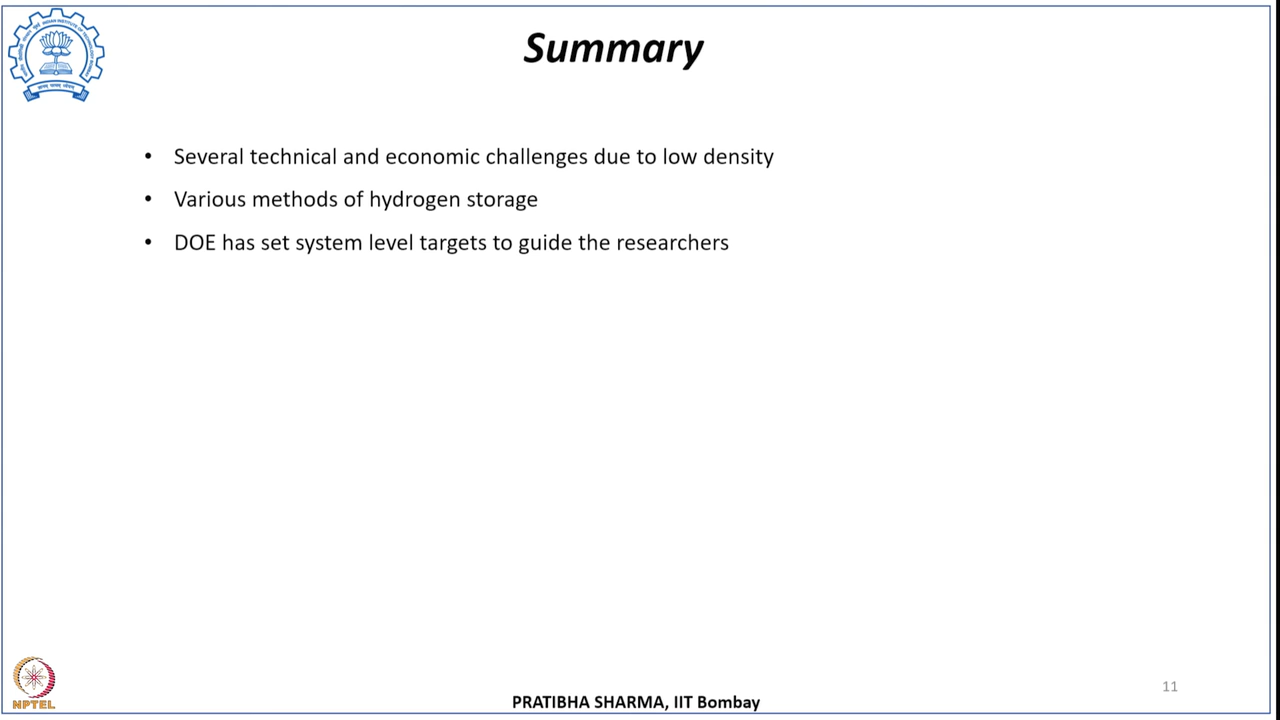 Summary
• Several technical and economic challenges due to low density
• Various methods of hydrogen storage
• DOE has set system level targets to guide the researchers
NPTEL
PRATIBHA SHARMA, IIT Bombay
11